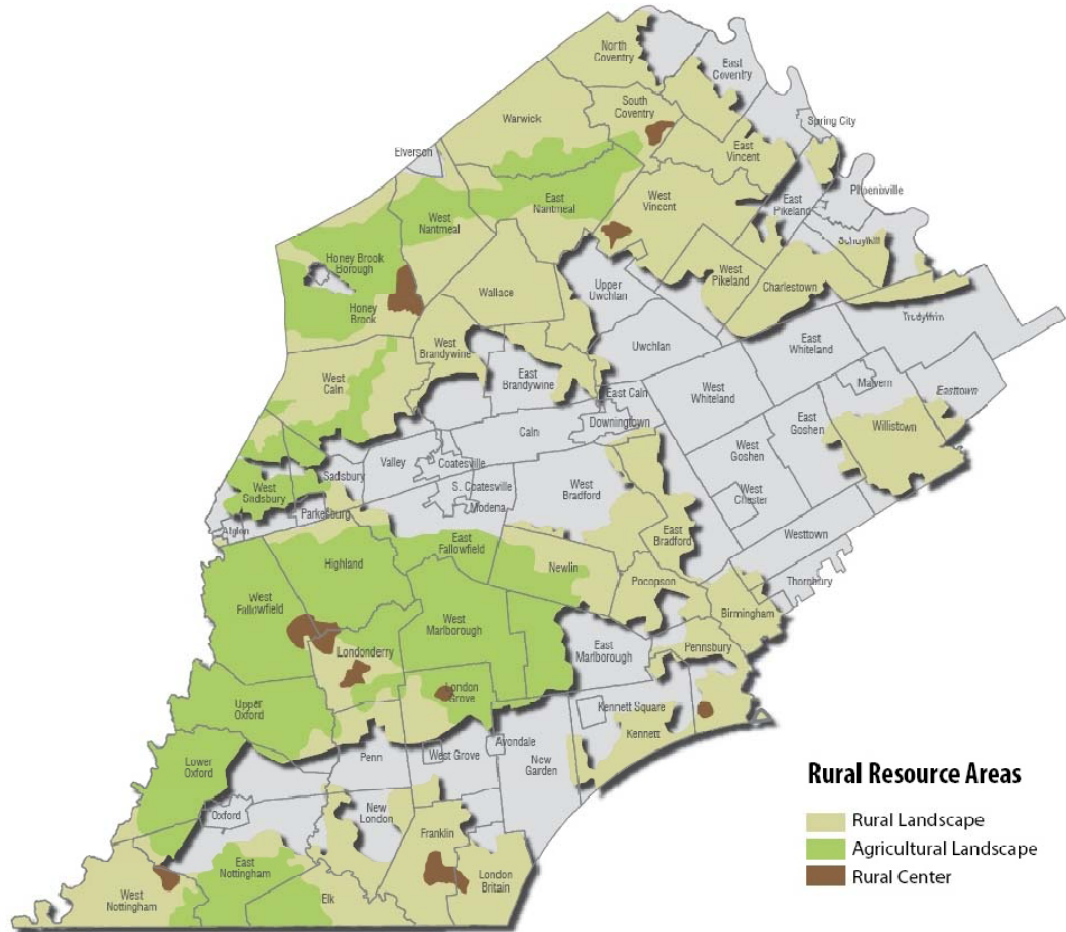 North
Coventry
East
Coventry
South
Coventry
Warwick
Spring City
Elverson
East
Vincent
Phoenixville
East
Nantmeal
West
Vincent
East
Pikeland
West
Nantmeal
Schuylkill
Honey Brook
Borough
West
Pikeland
Charlestown
Upper
Uwchlan
Wallace
Honey
Brook
Tredyffrin
East
Whiteland
Uwchlan
West
Brandywine
Malvern
Easttown
East
Brandywine
West
Whiteland
West
Caln
East Caln
Downingtown
East
Goshen
Willistown
Caln
West
Goshen
Valley
Coatesville
Sadsbury
West
Sadsbury
S. Coatesville
West
Bradford
West
Chester
Parkesburg
Modena
Atglen
Westtown
East
Fallowfield
East
Bradford
Highland
Newlin
Thornbury
Pocopson
West
Fallowfield
Birmingham
West
Marlborough
East
Marlborough
Pennsbury
Londonderry
London
Grove
Upper
Oxford
Kennett Square
Kennett
Avondale
West Grove
Penn
New
Garden
Lower
Oxford
Oxford
New
London
Franklin
East
Nottingham
London
Britain
West
Nottingham
Elk
Rural Resource Areas
Rural Landscape
Agricultural Landscape
Rural Center